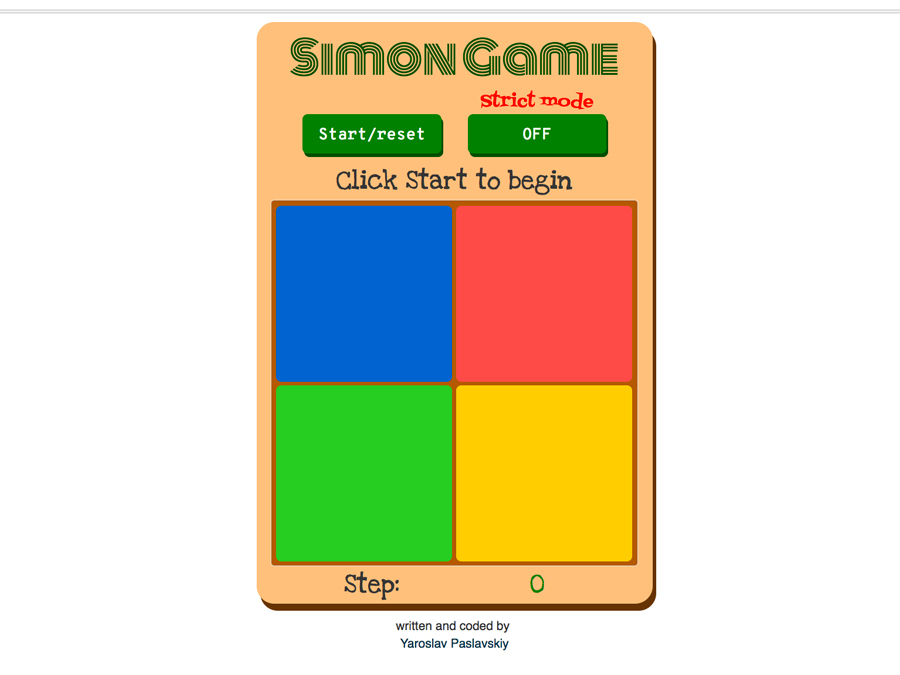 Simon Game
strict mode
Start/reset
OFF
Click Start to begin
Step:
0
written and coded by
Yaroslav Paslavskiy